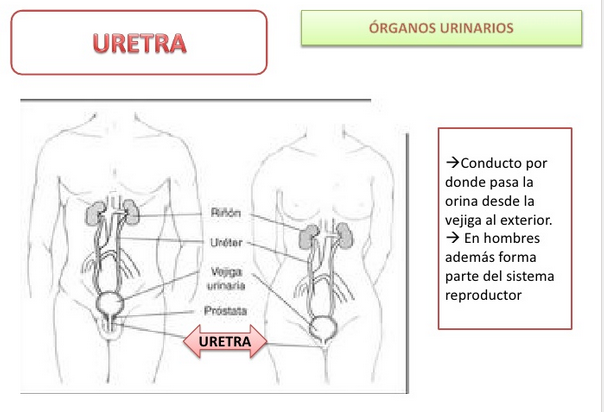 URETRA
ÓRGANOS URINARIOS
Riñón
Uréter
Vejiga
urinaria
Próstata
URETRA
→Conducto por
donde pasa la
orina desde la
vejiga al exterior.
→ En hombres
además forma
parte del sistema
reproductor